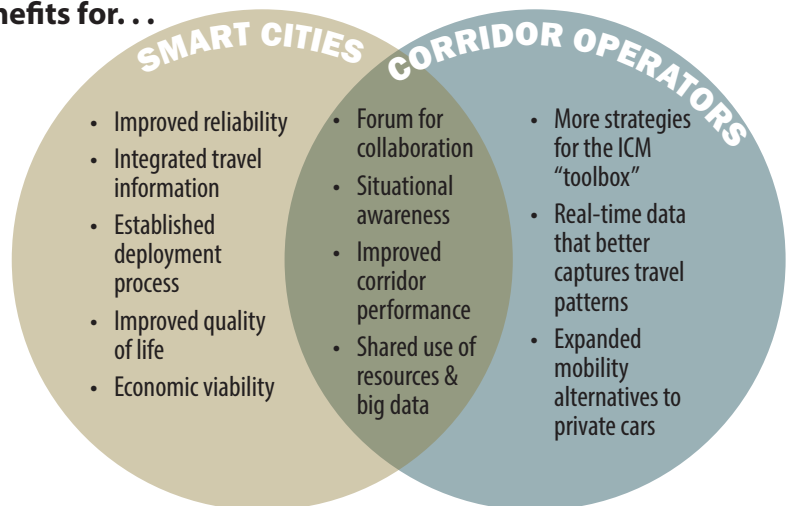 nefits for. . .
SMART CITIES
CORRIDOR OPERATORS
• Improved reliability
• Integrated travel
information
• Established
deployment
process
• Improved quality
of life
• Economic viability
• Forum for
collaboration
• Situational
awareness
• Improved
corridor
performance
• Shared use of
resources &
big data
• More strategies
for the ICM
“toolbox”
• Real-time data
that better
captures travel
patterns
• Expanded
mobility
alternatives to
private cars